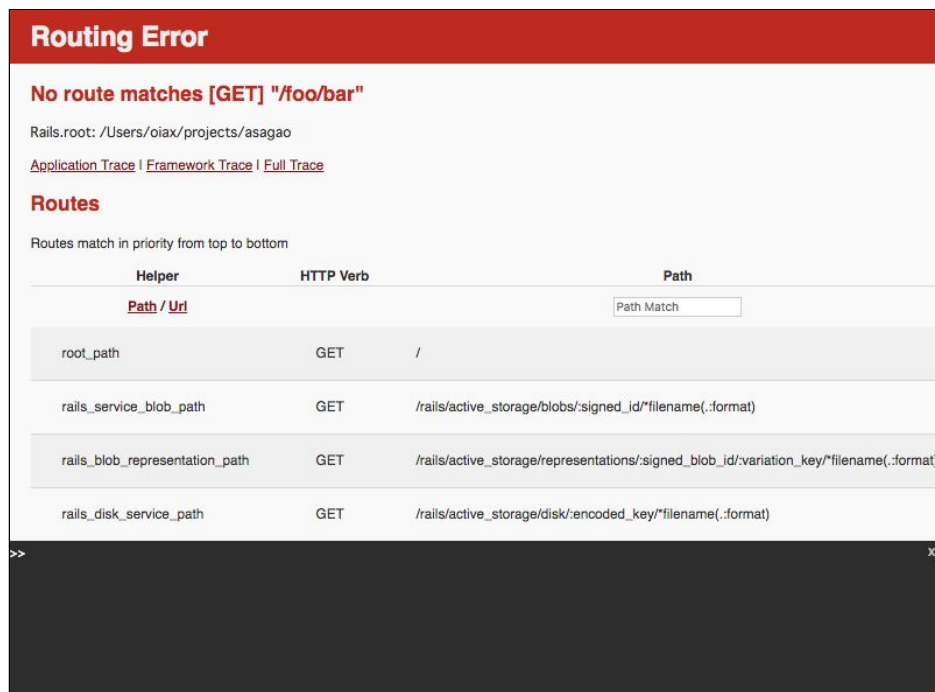 Routing Error
No route matches [GET] "/foo/bar"
Rails.root: /Users/oiax/projects/asagao
Application Trace | Framework Trace | Full Trace
Routes
Routes match in priority from top to bottom
Helper HTTP Verb Path
Path / Url Path Match
root_path GET /
rails_service_blob_path GET /rails/active_storage/blobs/:signed_id/*filename(.:format)
rails_blob_representation_path GET /rails/active_storage/representations/:signed_blob_id/:variation_key/*filename(.:format)
rails_disk_service_path GET /rails/active_storage/disk/:encoded_key/*filename(.:format)
>> x